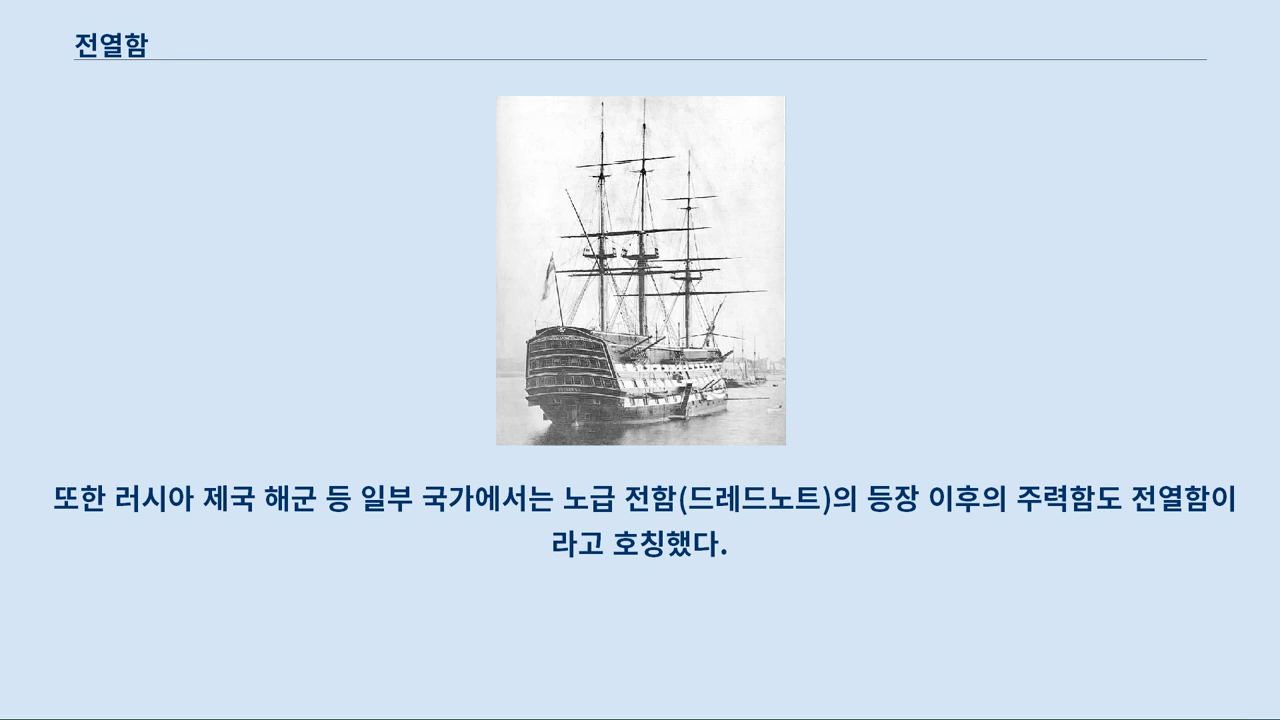 전열함
또한 러시아 제국 해군 등 일부 국가에서는 노급 전함(드레드노트)의 등장 이후의 주력함도 전열함이
라고 호칭했다.